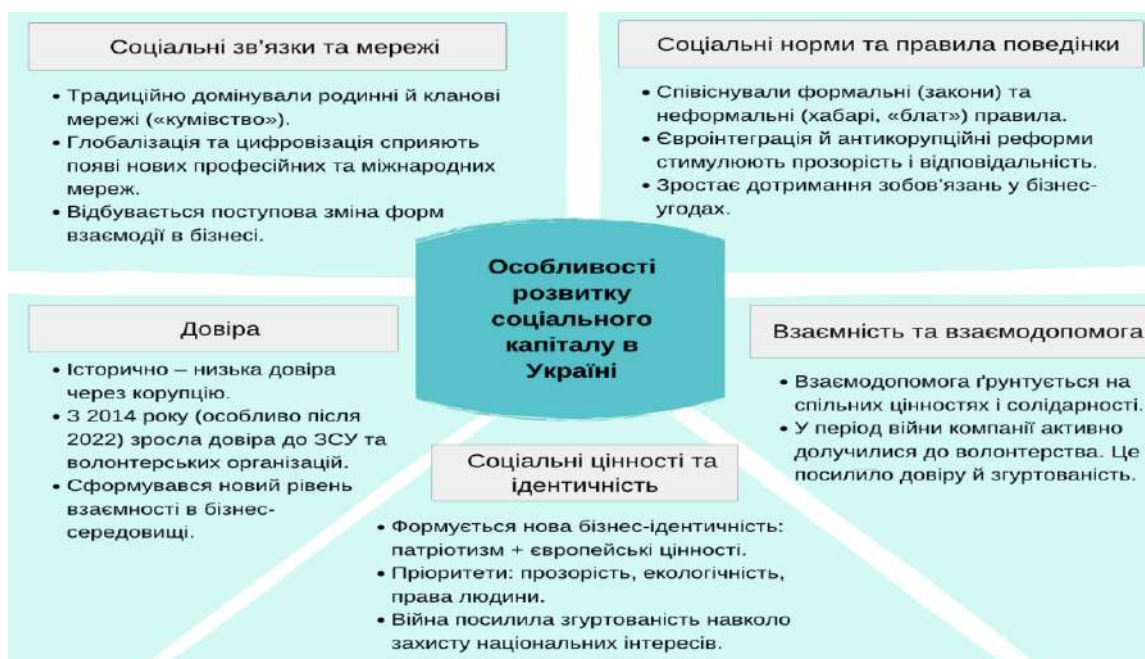 Соціальні зв'язки та мережі
• Традиційно домінували родинні й кланові
мережі («кумівство»).
• Глобалізація та цифровізація сприяють
появі нових професійних та міжнародних
мереж.
• Відбувається поступова зміна форм
взаємодії в бізнесі.
Соціальні норми та правила поведінки
• Співіснували формальні (закони) та
неформальні (хабарі, «блат») правила.
• Євроінтеграція й антикорупційні реформи
стимулюють прозорість і відповідальність.
• Зростає дотримання зобов'язань у бізнес-
угодах.
Особливості
розвитку
соціального
капіталу в
Україні
Довіра
• Історично – низька довіра
через корупцію.
• З 2014 року (особливо після
2022) зросла довіра до ЗСУ та
волонтерських організацій.
• Сформувався новий рівень
взаємності в бізнес-
середовищі.
Соціальні цінності та
ідентичність
• Формується нова бізнес-ідентичність:
патріотизм + європейські цінності.
• Пріоритети: прозорість, екологічність,
права людини.
• Війна посилила згуртованість навколо
захисту національних інтересів.
Взаємність та взаємодопомога
• Взаємодопомога ґрунтується на
спільних цінностях і солідарності.
• У період війни компанії активно
долучилися до волонтерства. Це
посилило довіру й згуртованість.